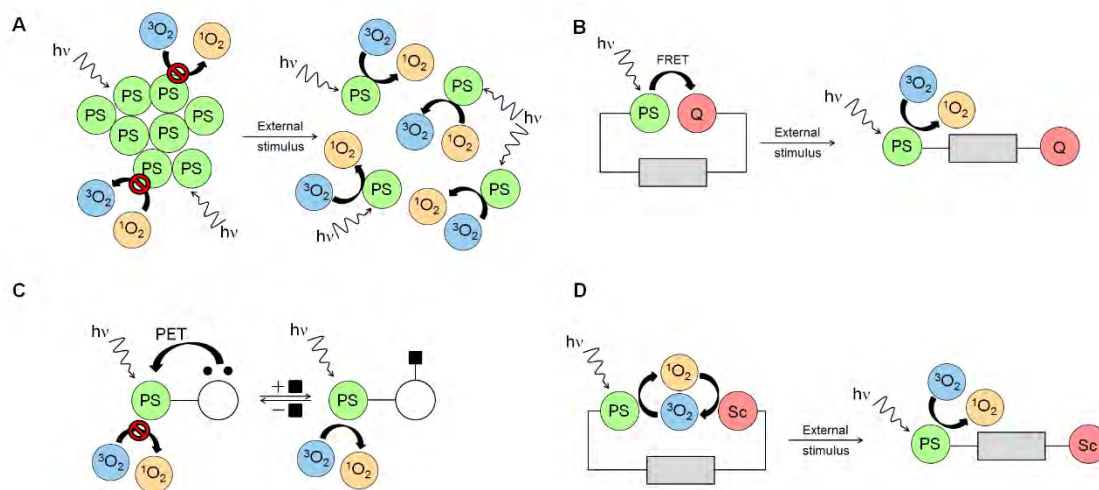 A
³O₂
¹O₂
hν
PS
PS
PS
PS
PS
PS
PS
PS
PS
PS
³O₂
¹O₂
hν
External
stimulus
³O₂
hν
¹O₂
PS
PS
hν
³O₂
¹O₂
¹O₂
³O₂
PS
hν
¹O₂
PS
³O₂
B
hν
FRET
PS
Q
External
stimulus
³O₂
hν
¹O₂
PS
Q
C
hν
PET
PS
³O₂
¹O₂
+
−
hν
PS
³O₂
¹O₂
D
hν
¹O₂
PS
³O₂
Sc
External
stimulus
³O₂
hν
¹O₂
PS
Sc